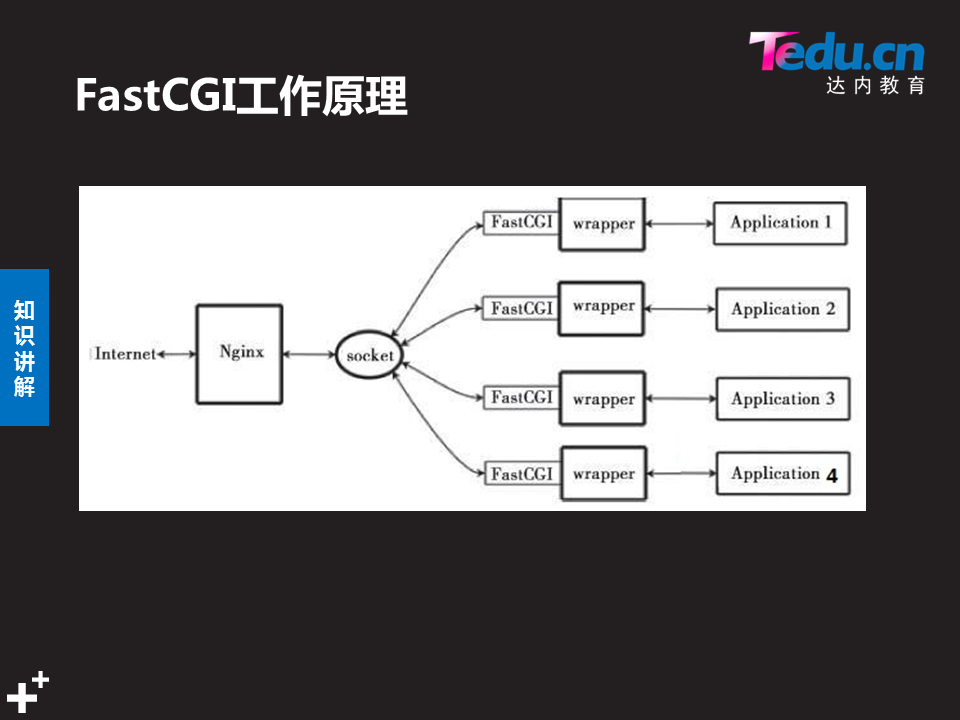 Tedu.cn
达内教育
FastCGI工作原理
知识讲解
Internet
Nginx
socket
FastCGI wrapper Application 1
FastCGI wrapper Application 2
FastCGI wrapper Application 3
FastCGI wrapper Application 4